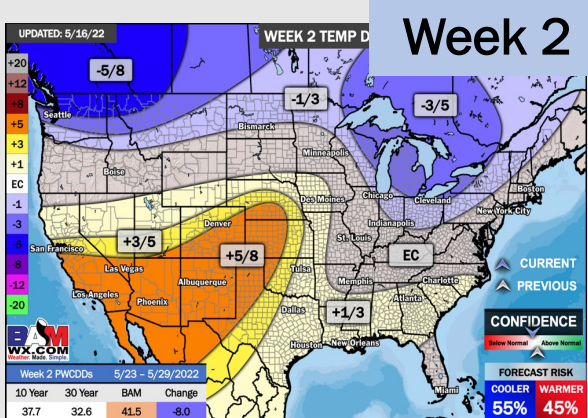 Week 2
UPDATED: 5/16/22
WEEK 2 TEMP D
+20
+12
+8
+5
+3
+1
EC
-1
-3
-5
-8
-12
-20
-5/8
-1/3
-3/5
Seattle
Bismarck
Minneapolis
Boise
Boston
Des Moines
Chicago
Cleveland
New York City
Denver
Indianapolis
San Francisco
+3/5
St. Louis
+5/8
EC
Las Vegas
Tulsa
CURRENT
Albuquerque
Memphis
Charlotte
PREVIOUS
Los Angeles
Phoenix
Atlanta
+1/3
Dallas
CONFIDENCE
Houston
New Orleans
Below Normal
Above Normal
BAM
WX.COM
Weather. Made. Simple.
Miami
FORECAST RISK
COOLER
WARMER
55%
45%
Week 2 PWCDDs 5/23 – 5/29/2022
10 Year 30 Year BAM Change
37.7 32.6 41.5 -8.0